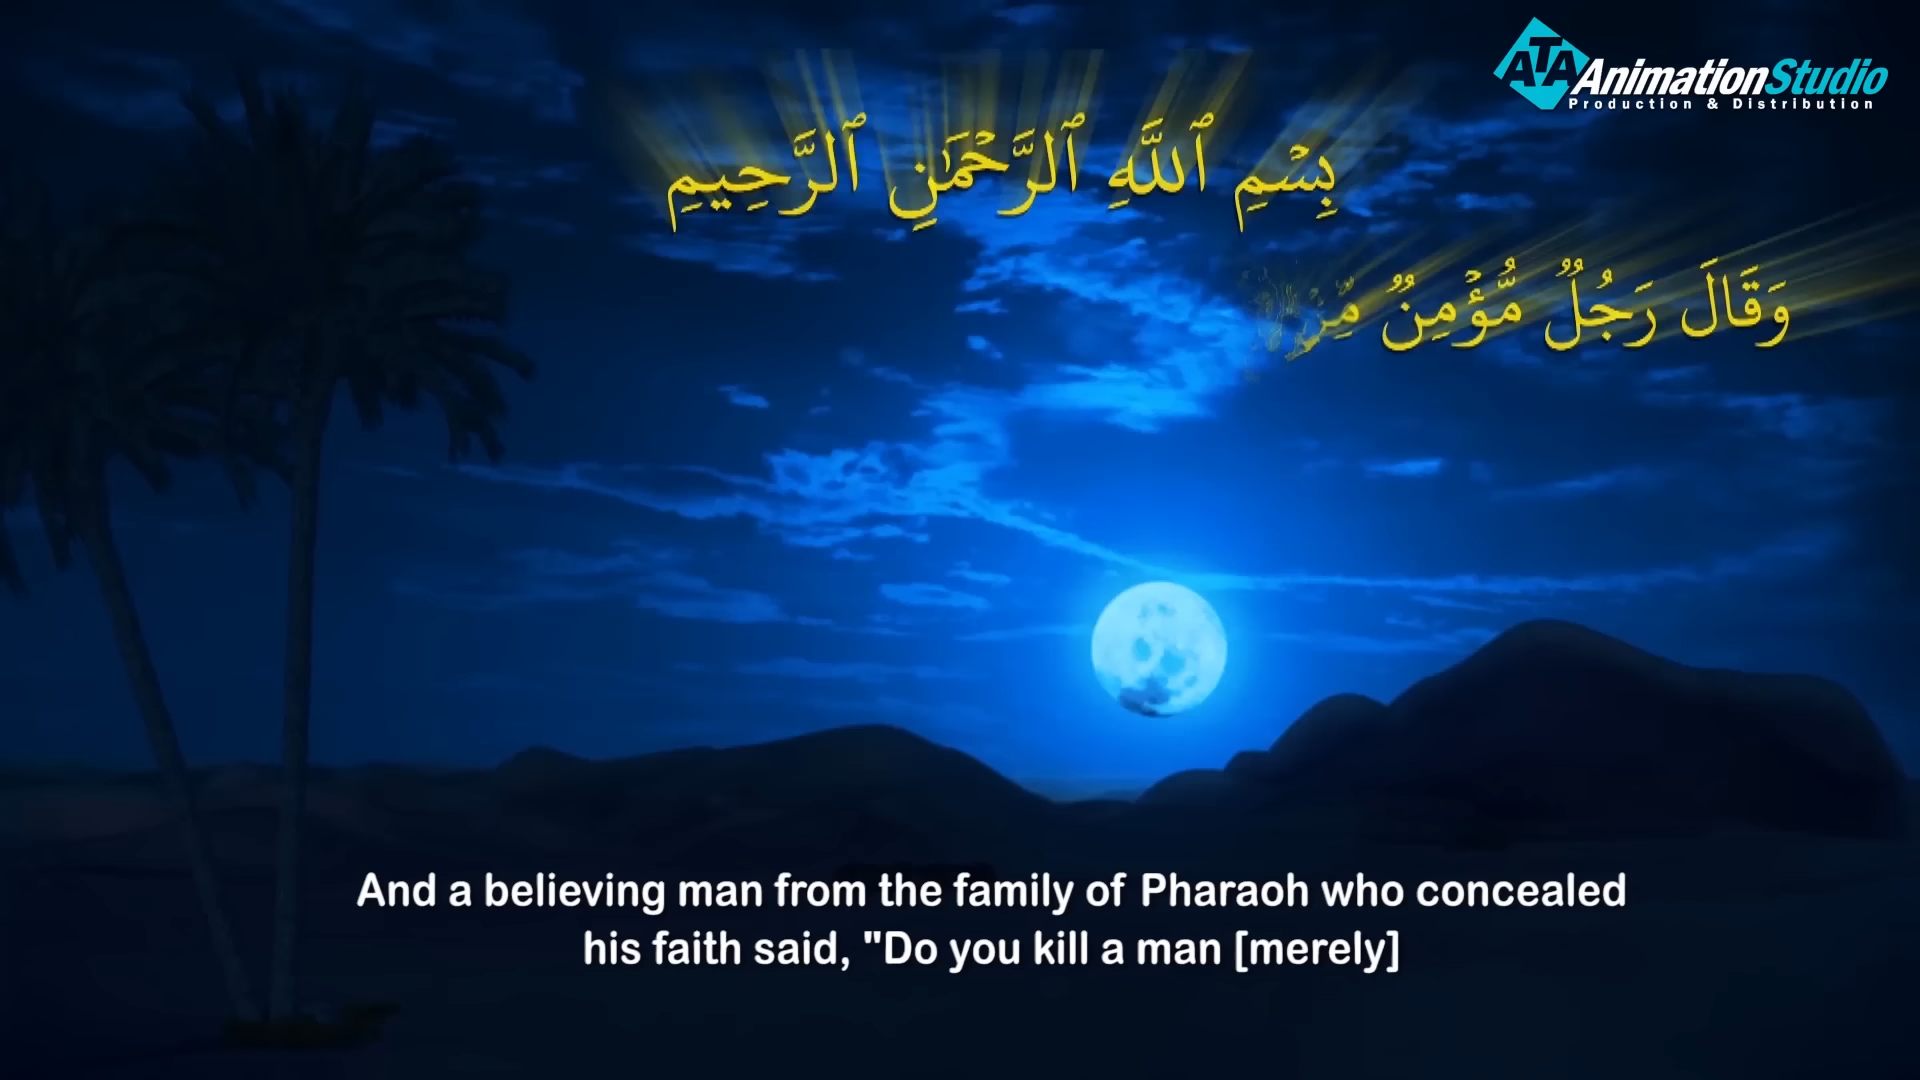 ATA AnimationStudio
Production & Distribution
بِسْمِ ٱللَّهِ ٱلرَّحْمَٰنِ ٱلرَّحِيمِ
وَقَالَ رَجُلٌ مُّؤْمِنٌ مِّنْ
And a believing man from the family of Pharaoh who concealed
his faith said, "Do you kill a man [merely]